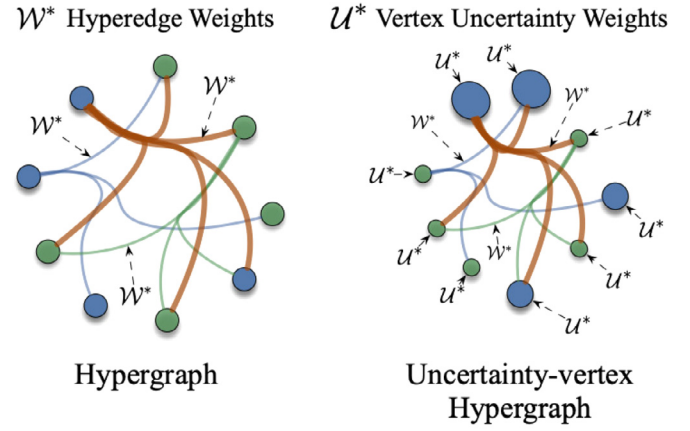 𝒲* Hyperedge Weights
𝒰* Vertex Uncertainty Weights
𝒲*
𝒲*
𝒲*
𝒰*
𝒰*
𝒲*
𝒲*
𝒰*
𝒰*
𝒰*
𝒰*
𝒲*
𝒰*
𝒰*
𝒰*
Hypergraph
Uncertainty-vertex
Hypergraph